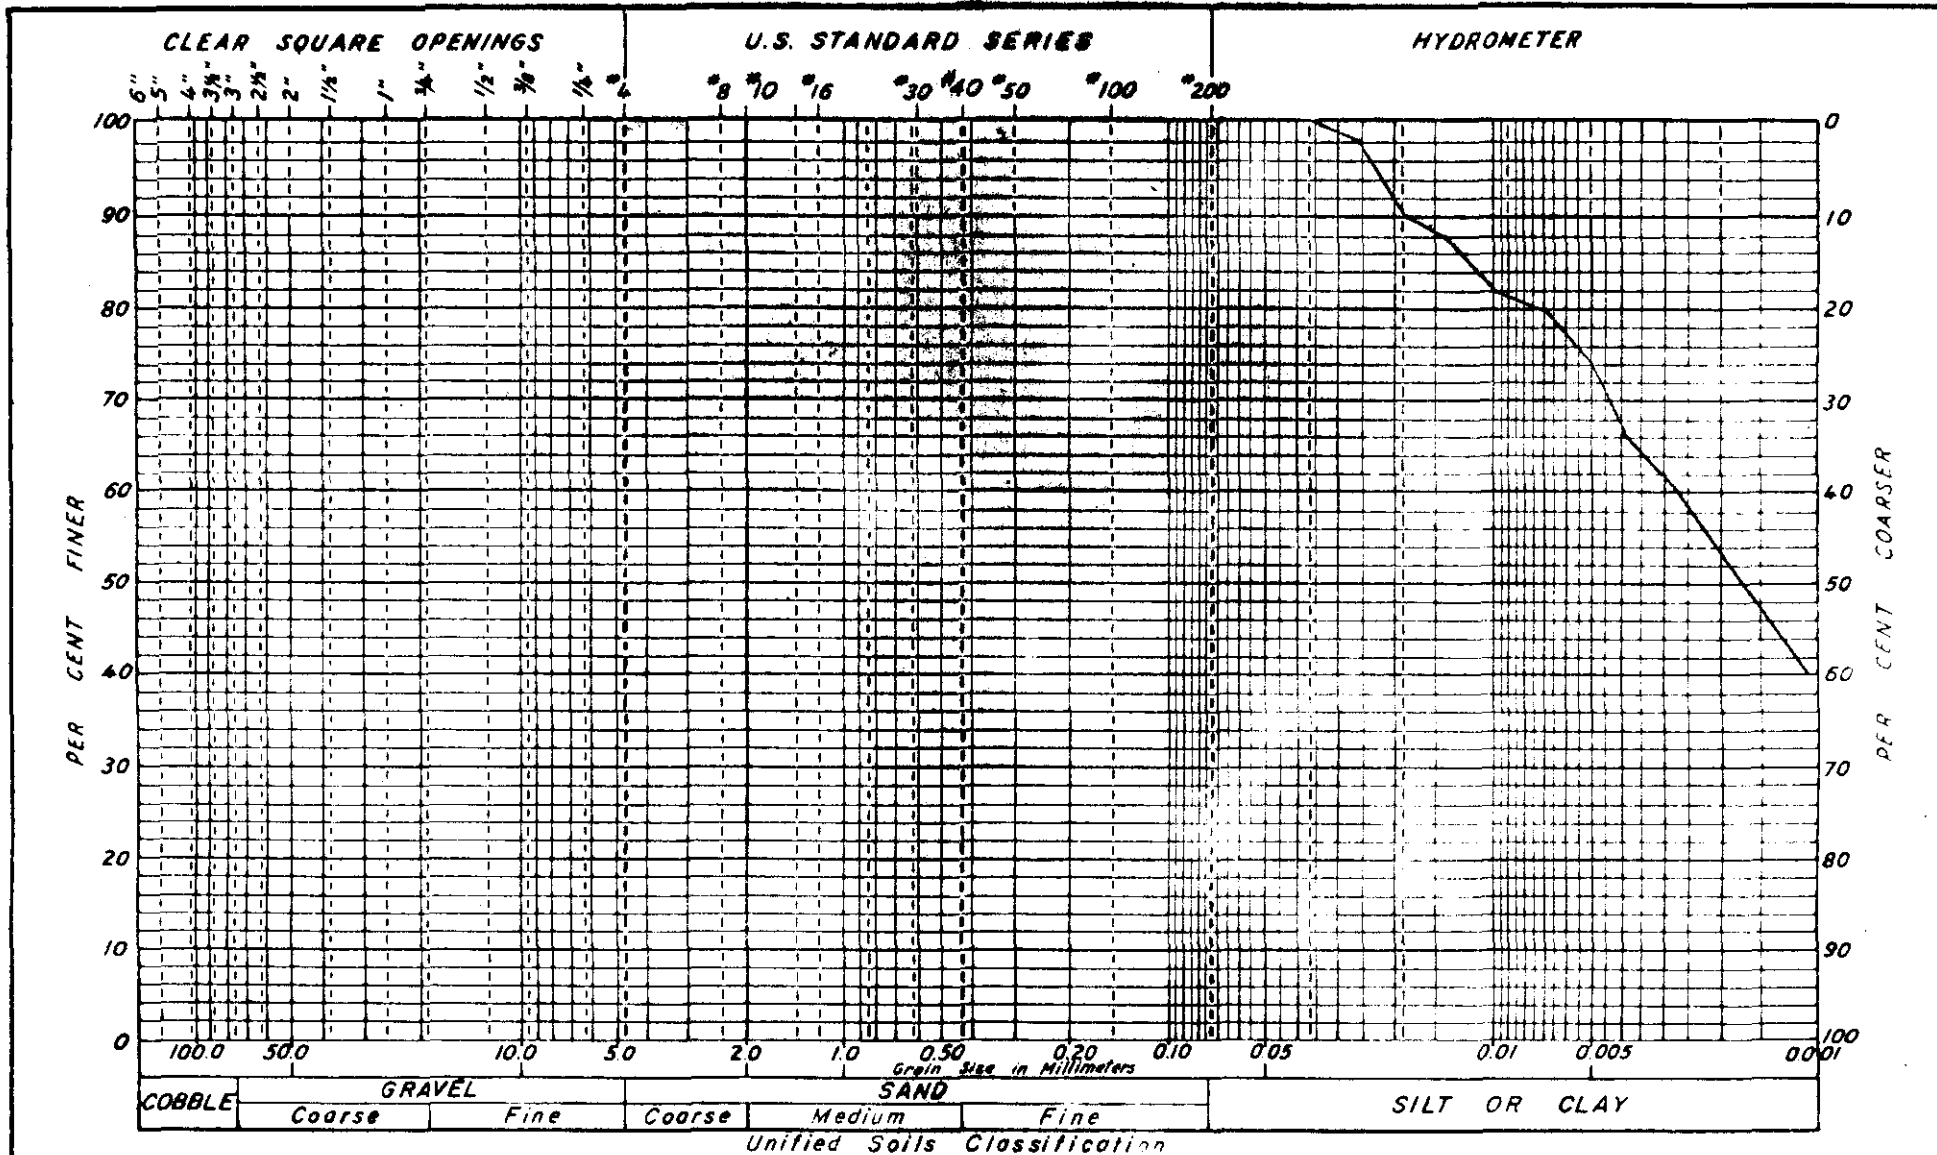 CLEAR SQUARE OPENINGS U.S. STANDARD SERIES HYDROMETER
6" 5" 4" 3½" 3" 2½" 2" 1½" 1" ¾" 1/2" 3/8" 1/4" #4 #8 #10 #16 #30 #40 #50 #100 #200
100 0
90 10
80 20
70 30
60 40
50 50
40 60
30 70
20 80
10 90
0 100
PER CENT FINER
PER CENT COARSER
100.0 50.0 10.0 5.0 2.0 1.0 0.50 0.20 0.10 0.05 0.01 0.005 0.001
Grain Size in Millimeters
COBBLE GRAVEL SAND SILT OR CLAY
Coarse Fine Coarse Medium Fine
Unified Soils Classification